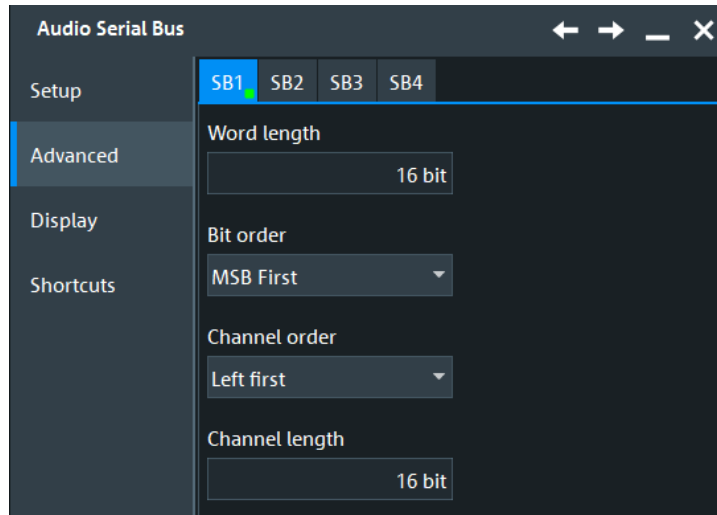 Audio Serial Bus
Setup
Advanced
Display
Shortcuts
SB1 SB2 SB3 SB4
Word length
16 bit
Bit order
MSB First
Channel order
Left first
Channel length
16 bit